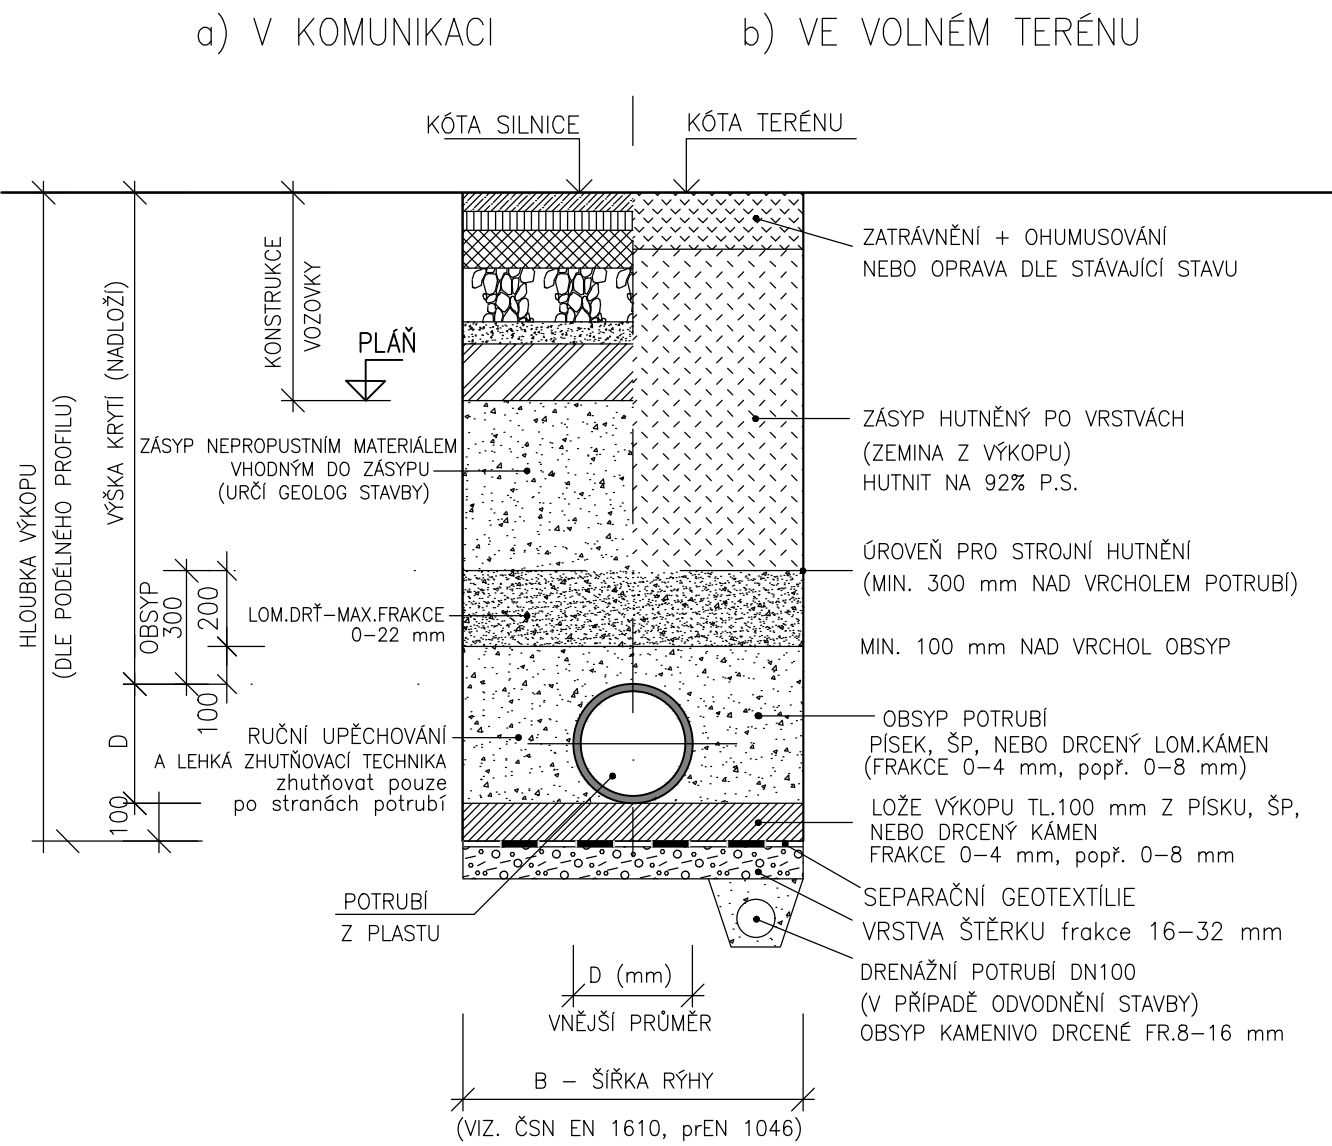 a) V KOMUNIKACI
b) VE VOLNÉM TERÉNU
KÓTA SILNICE
KÓTA TERÉNU
HLOUBKA VÝKOPU
(DLE PODÉLNÉHO PROFILU)
VÝŠKA KRYTÍ (NADLOŽÍ)
KONSTRUKCE
VOZOVKY
PLÁŇ
ZÁSYP NEPROPUSTNÍM MATERIÁLEM
VHODNÝM DO ZÁSYPU
(URČÍ GEOLOG STAVBY)
OBSYP
300
200
100
D
100
LOM.DRŤ-MAX.FRAKCE
0-22 mm
RUČNÍ UPĚCHOVÁNÍ
A LEHKÁ ZHUTŇOVACÍ TECHNIKA
zhutňovat pouze
po stranách potrubí
POTRUBÍ
Z PLASTU
ZATRÁVNĚNÍ + OHUMUSOVÁNÍ
NEBO OPRAVA DLE STÁVAJÍCÍ STAVU
ZÁSYP HUTNĚNÝ PO VRSTVÁCH
(ZEMINA Z VÝKOPU)
HUTNIT NA 92% P.S.
ÚROVEŇ PRO STROJNÍ HUTNĚNÍ
(MIN. 300 mm NAD VRCHOLEM POTRUBÍ)
MIN. 100 mm NAD VRCHOL OBSYP
OBSYP POTRUBÍ
PÍSEK, ŠP, NEBO DRCENÝ LOM.KÁMEN
(FRAKCE 0-4 mm, popř. 0-8 mm)
LOŽE VÝKOPU TL.100 mm Z PÍSKU, ŠP,
NEBO DRCENÝ KÁMEN
FRAKCE 0-4 mm, popř. 0-8 mm
SEPARAČNÍ GEOTEXTÍLIE
VRSTVA ŠTĚRKU frakce 16-32 mm
DRENÁŽNÍ POTRUBÍ DN100
(V PŘÍPADĚ ODVODNĚNÍ STAVBY)
OBSYP KAMENIVO DRCENÉ FR.8-16 mm
D (mm)
VNĚJŠÍ PRŮMĚR
B - ŠÍŘKA RÝHY
(VIZ. ČSN EN 1610, prEN 1046)